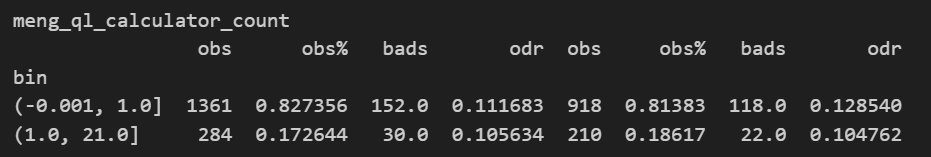 meng_ql_calculator_count
obs obs% bads odr obs obs% bads odr
bin
(-0.001, 1.0] 1361 0.827356 152.0 0.111683 918 0.81383 118.0 0.128540
(1.0, 21.0] 284 0.172644 30.0 0.105634 210 0.18617 22.0 0.104762